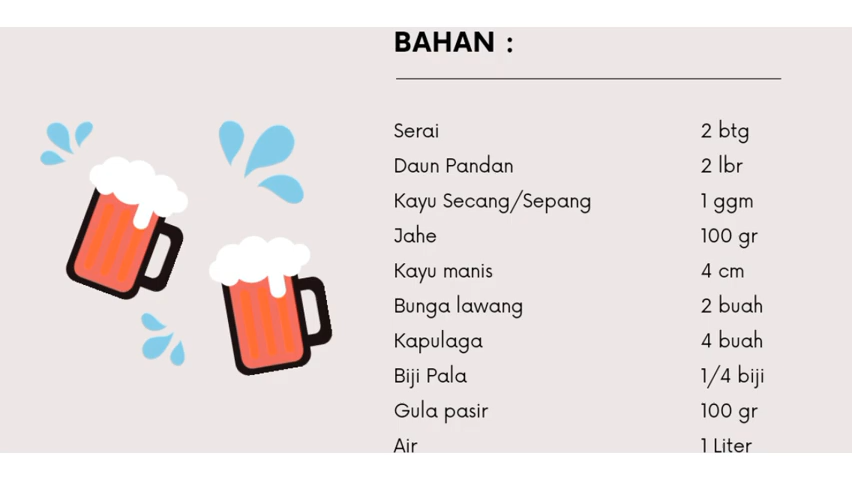 BAHAN :
Serai 2 btg
Daun Pandan 2 lbr
Kayu Secang/Sepang 1 ggm
Jahe 100 gr
Kayu manis 4 cm
Bunga lawang 2 buah
Kapulaga 4 buah
Biji Pala 1/4 biji
Gula pasir 100 gr
Air 1 Liter